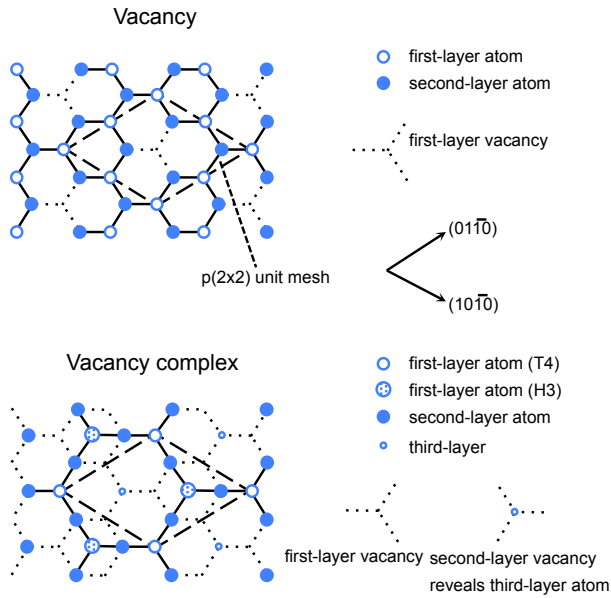 Vacancy
first-layer atom
second-layer atom
first-layer vacancy
p(2x2) unit mesh
(011̅0)
(101̅0)
Vacancy complex
first-layer atom (T4)
first-layer atom (H3)
second-layer atom
third-layer
first-layer vacancy
second-layer vacancy
reveals third-layer atom